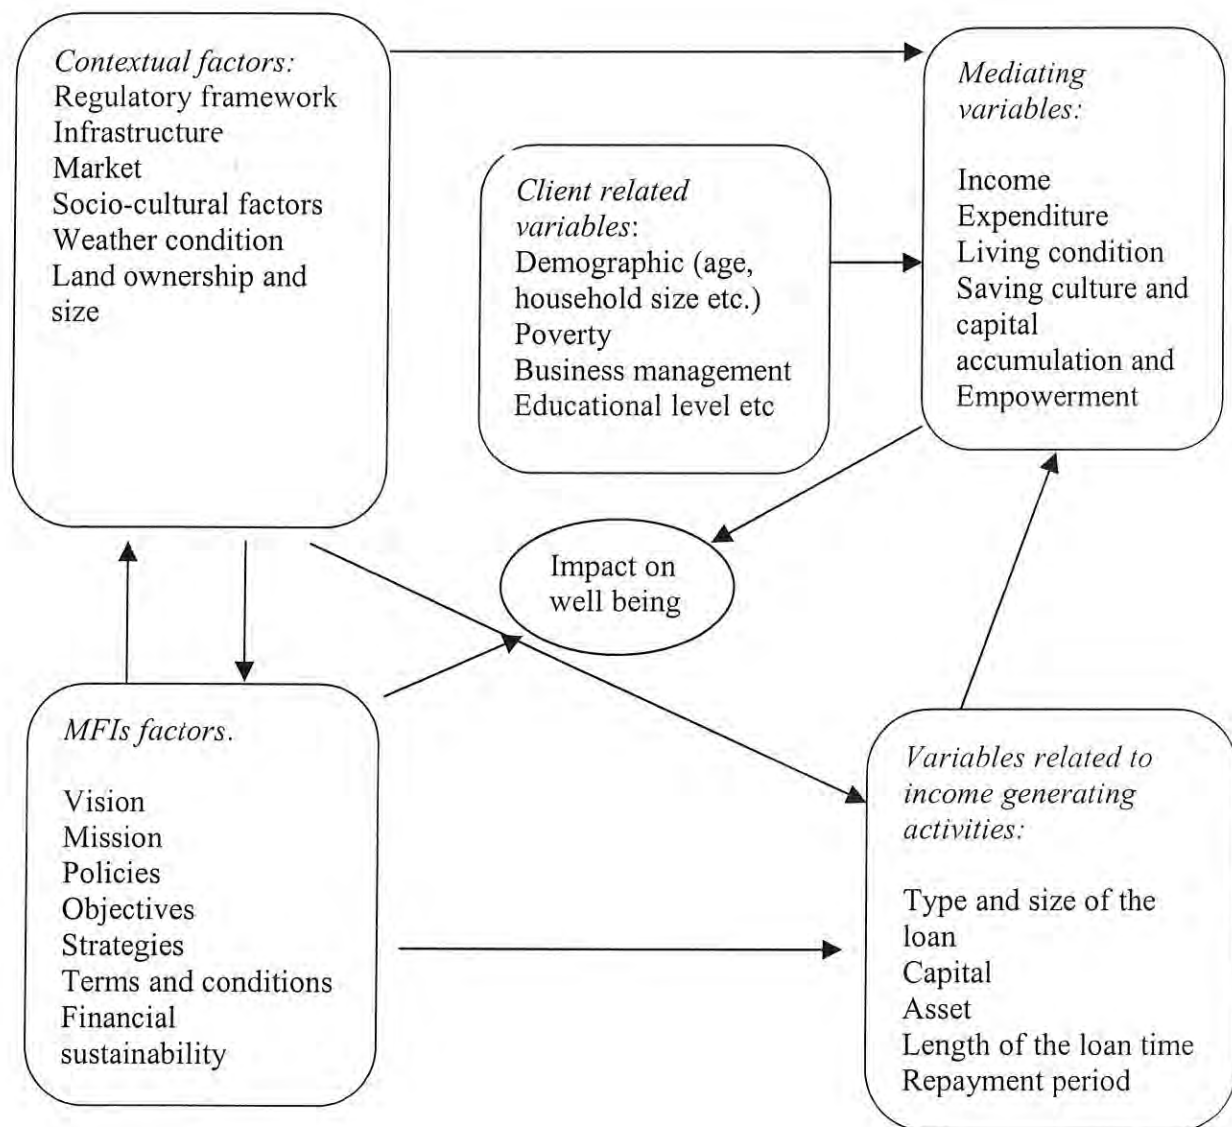 Contextual factors:
Regulatory framework
Infrastructure
Market
Socio-cultural factors
Weather condition
Land ownership and
size
Client related
variables:
Demographic (age,
household size etc.)
Poverty
Business management
Educational level etc
Mediating
variables:
Income
Expenditure
Living condition
Saving culture and
capital
accumulation and
Empowerment
Impact on
well being
MFIs factors.
Vision
Mission
Policies
Objectives
Strategies
Terms and conditions
Financial
sustainability
Variables related to
income generating
activities:
Type and size of the
loan
Capital
Asset
Length of the loan time
Repayment period